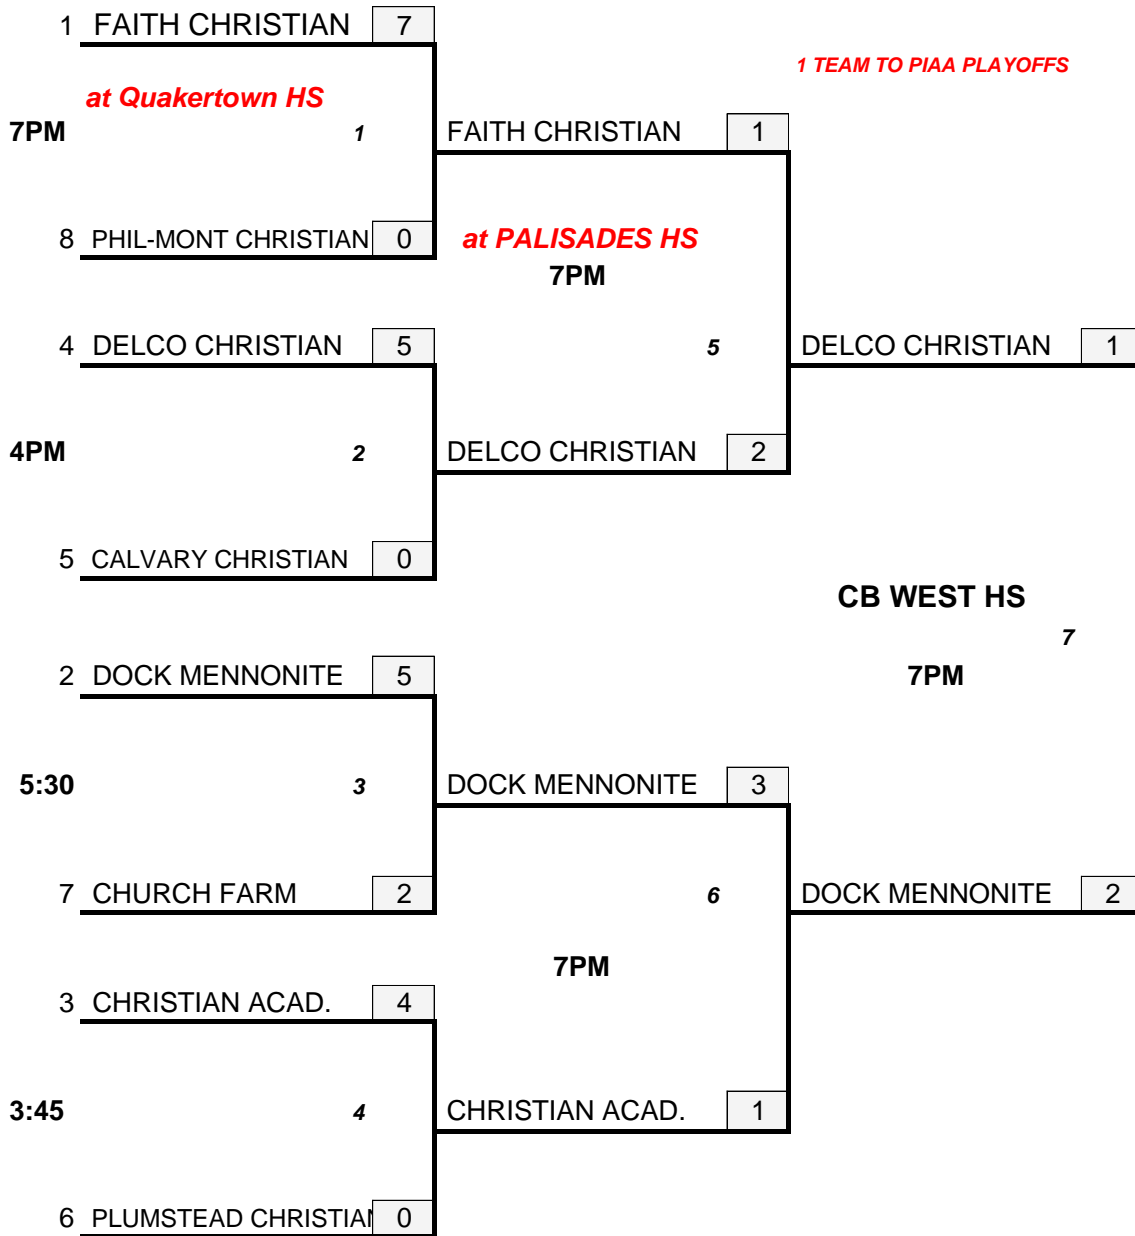 1 FAITH CHRISTIAN 7
1 TEAM TO PIAA PLAYOFFS
at Quakertown HS
7PM 1 FAITH CHRISTIAN 1
8 PHIL-MONT CHRISTIAN 0 at PALISADES HS
7PM
4 DELCO CHRISTIAN 5 5 DELCO CHRISTIAN 1
4PM 2 DELCO CHRISTIAN 2
5 CALVARY CHRISTIAN 0
CB WEST HS
7
2 DOCK MENNONITE 5 7PM
5:30 3 DOCK MENNONITE 3
7 CHURCH FARM 2 6 DOCK MENNONITE 2
7PM
3 CHRISTIAN ACAD. 4
3:45 4 CHRISTIAN ACAD. 1
6 PLUMSTEAD CHRISTIAN 0